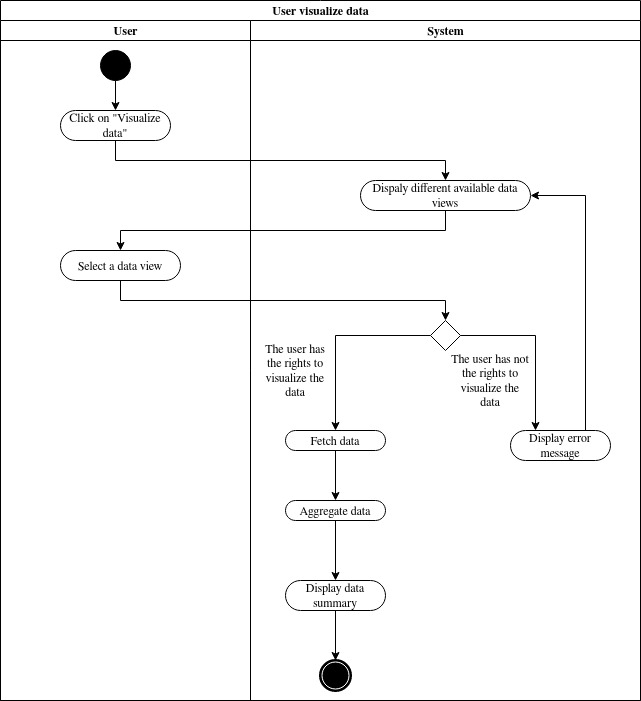 User visualize data
User
System
Click on "Visualize
data"
Dispaly different available data
views
Select a data view
The user has
the rights to
visualize the
data
The user has not
the rights to
visualize the
data
Fetch data
Display error
message
Aggregate data
Display data
summary